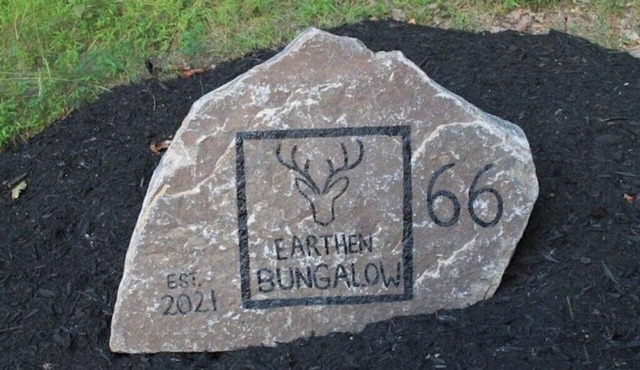 EARTHEN
BUNGALOW
66
EST.
2021